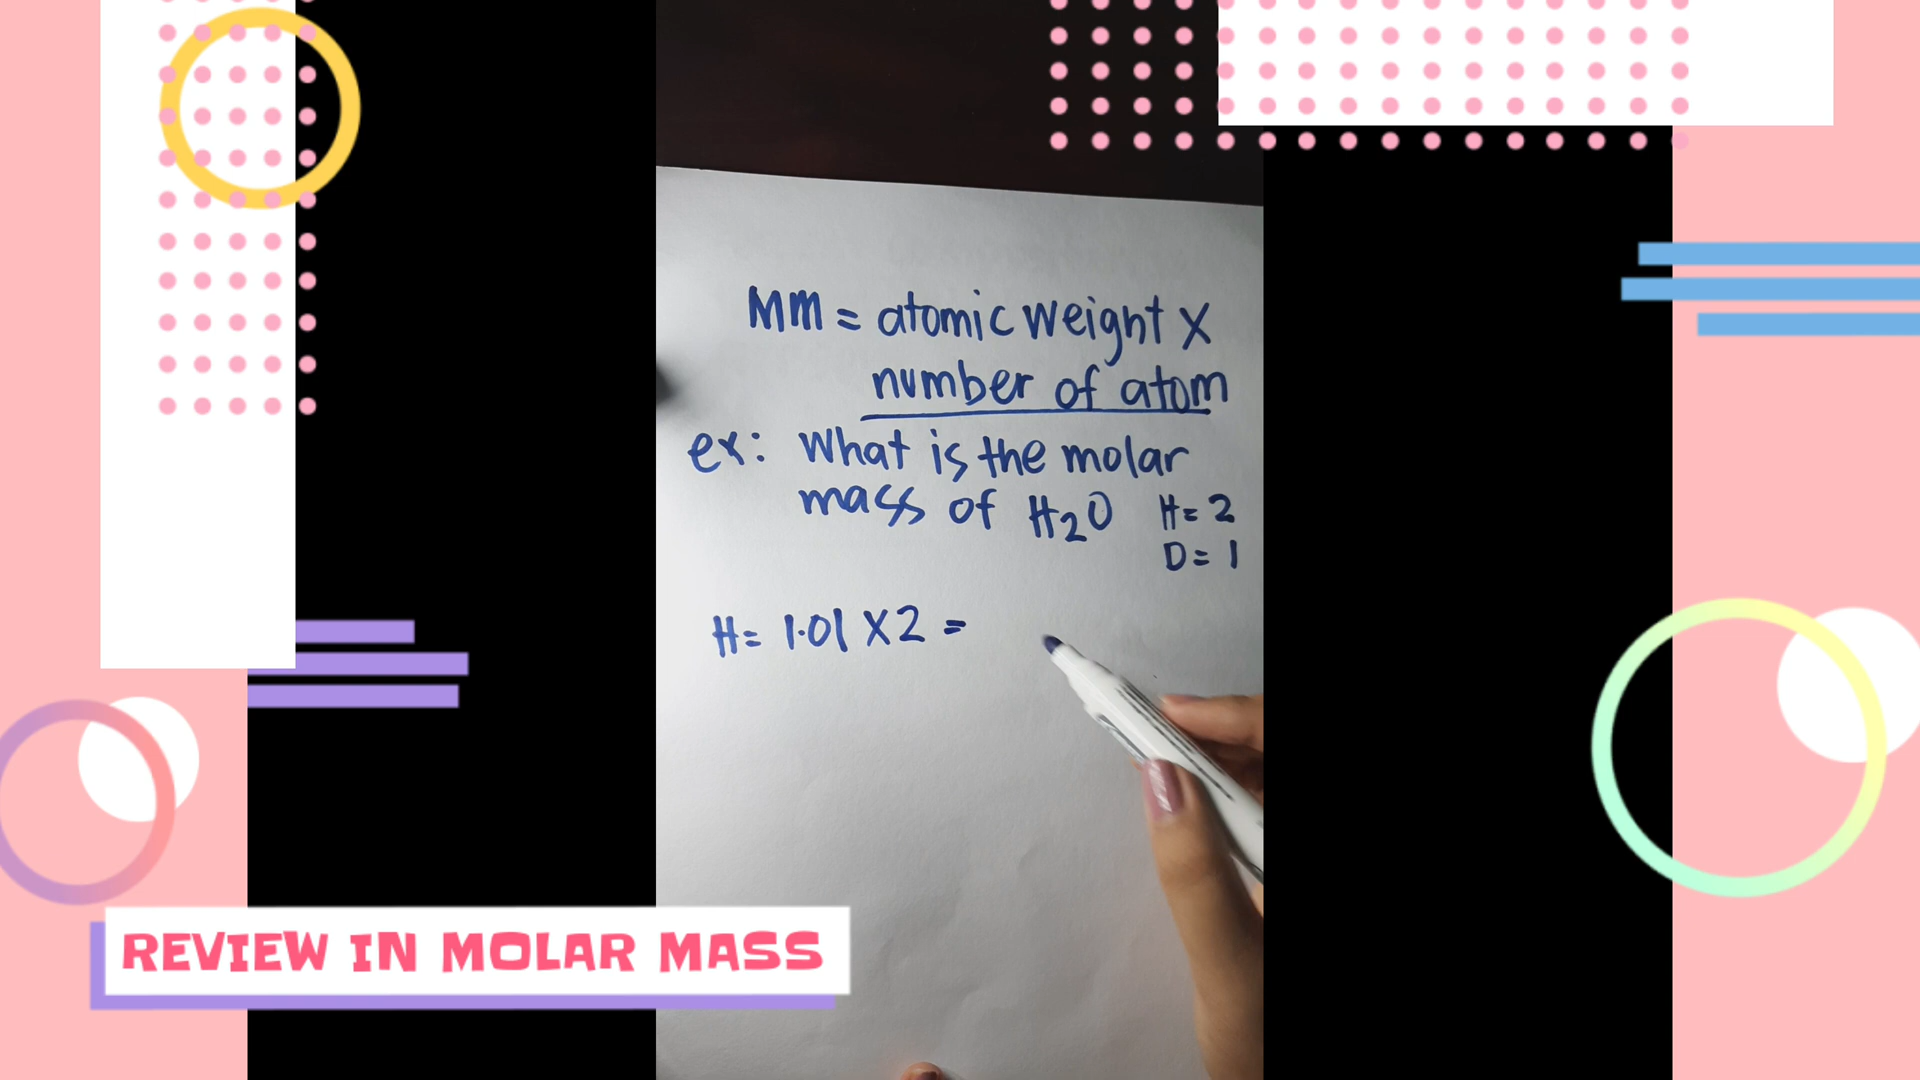 MM = atomic weight X
number of atom
ex: What is the molar
mass of H₂O
H= 2
O= 1
H= 1.01 X 2 =
REVIEW IN MOLAR MASS